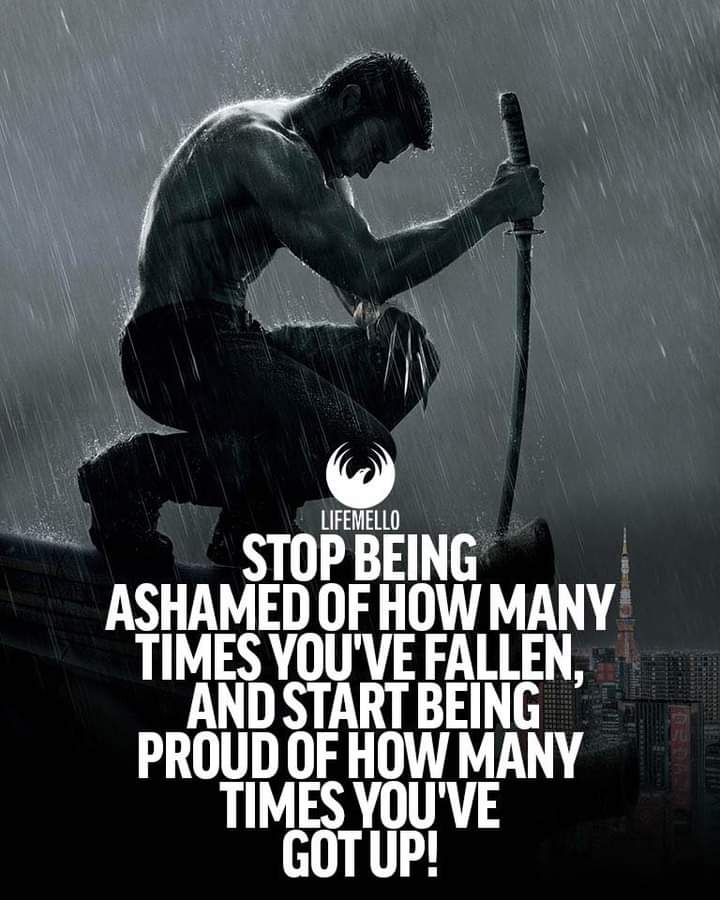 LIFEMELLO
STOP BEING
ASHAMED OF HOW MANY
TIMES YOU'VE FALLEN,
AND START BEING
PROUD OF HOW MANY
TIMES YOU'VE
GOT UP!